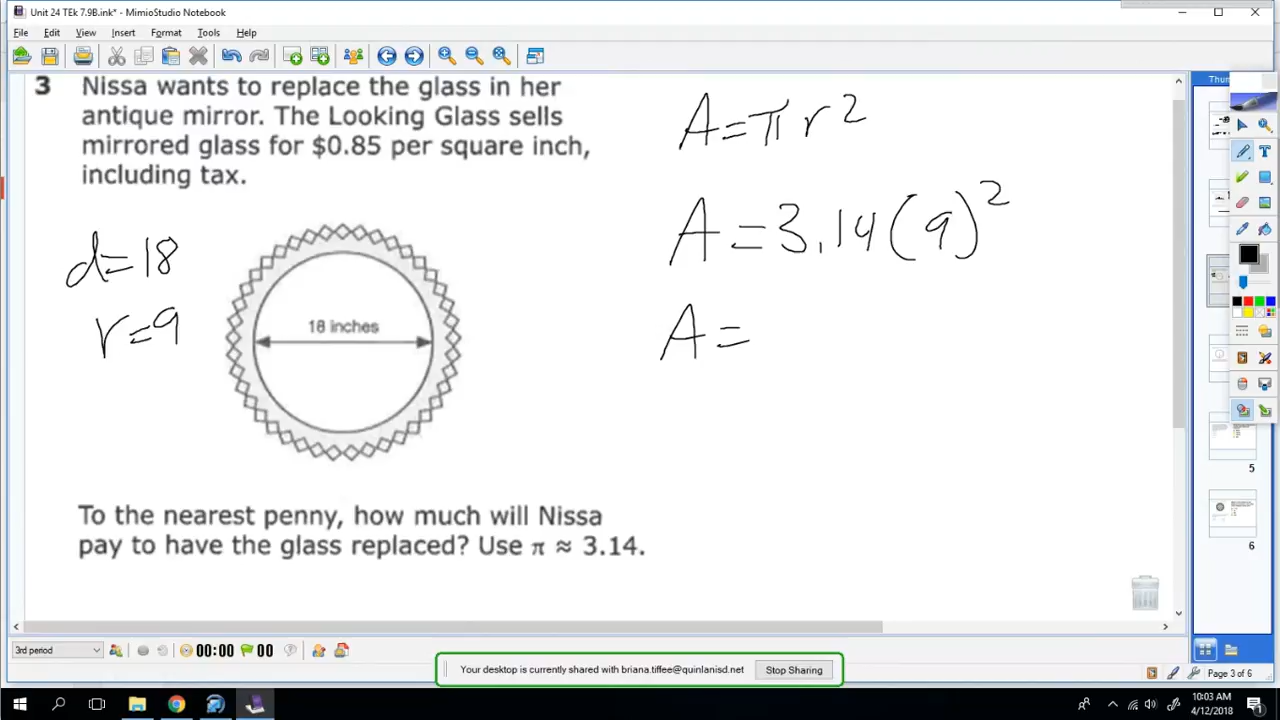 Unit 24 TEk 7.9B.ink* - MimioStudio Notebook
File Edit View Insert Format Tools Help
3 Nissa wants to replace the glass in her
antique mirror. The Looking Glass sells
mirrored glass for $0.85 per square inch,
including tax.
d=18
r=9
18 inches
A=πr²
A=3.14(9)²
A=
To the nearest penny, how much will Nissa
pay to have the glass replaced? Use π ≈ 3.14.
Thum
5
6
3rd period
00:00
00
Your desktop is currently shared with briana.tiffee@quinlanisd.net
Stop Sharing
Page 3 of 6
10:03 AM
4/12/2018